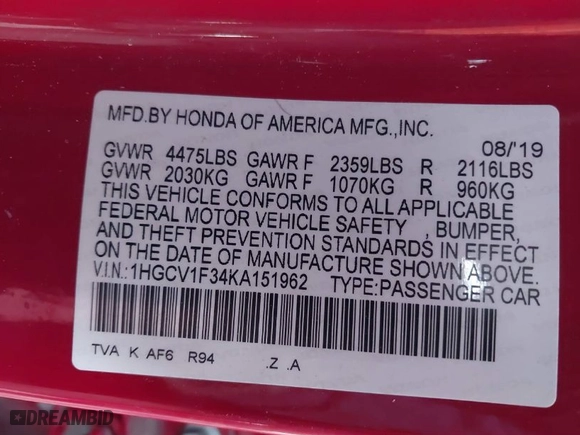 MFD.BY HONDA OF AMERICA MFG.,INC.
08/'19
GVWR 4475LBS GAWR F 2359LBS R 2116LBS
GVWR 2030KG GAWR F 1070KG R 960KG
THIS VEHICLE CONFORMS TO ALL APPLICABLE
FEDERAL MOTOR VEHICLE SAFETY , BUMPER,
AND THEFT PREVENTION STANDARDS IN EFFECT
ON THE DATE OF MANUFACTURE SHOWN ABOVE.
V.I.N.:1HGCV1F34KA151962 TYPE:PASSENGER CAR
TVA K AF6 R94 .Z .A
DREAMBID